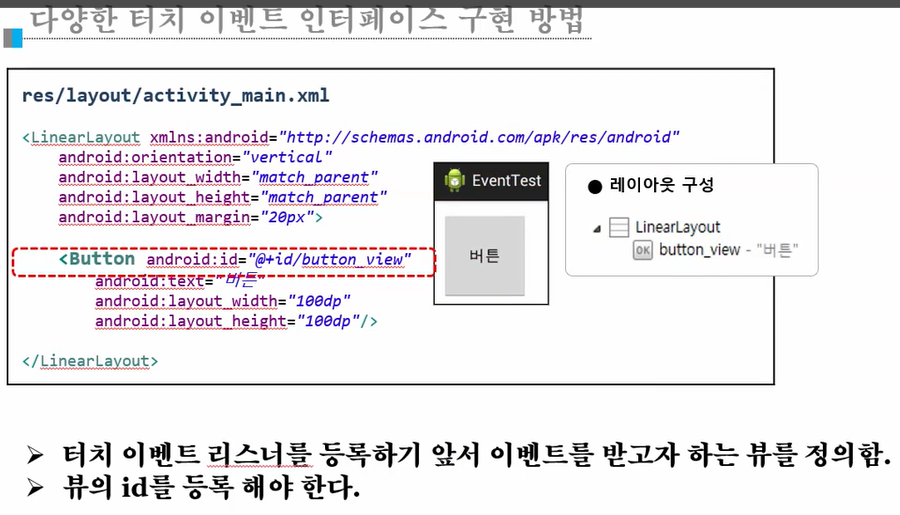 다양한 터치 이벤트 인터페이스 구현 방법
res/layout/activity_main.xml
<LinearLayout xmlns:android="http://schemas.android.com/apk/res/android"
android:orientation="vertical"
android:layout_width="match_parent"
android:layout_height="match_parent"
android:layout_margin="20px">
<Button android:id="@+id/button_view"
android:text="버튼"
android:layout_width="100dp"
android:layout_height="100dp"/>
</LinearLayout>
EventTest
버튼
● 레이아웃 구성
LinearLayout
OK button_view - "버튼"
➢ 터치 이벤트 리스너를 등록하기 앞서 이벤트를 받고자 하는 뷰를 정의함.
➢ 뷰의 id를 등록 해야 한다.